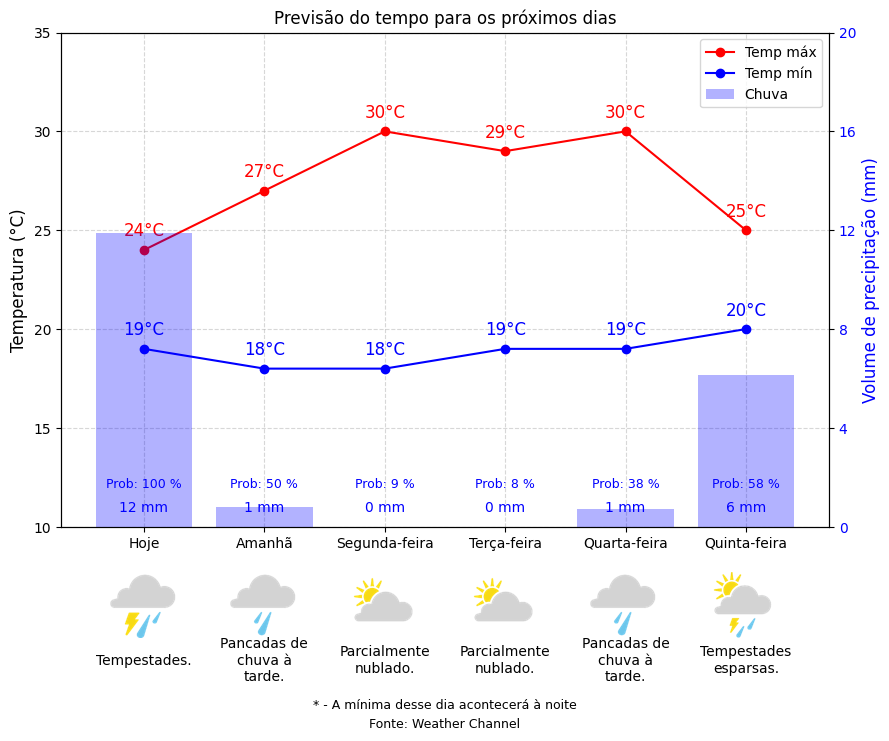 Previsão do tempo para os próximos dias
Temp máx
Temp mín
Chuva
Temperatura (°C)
35
30
25
20
15
10
Volume de precipitação (mm)
20
16
12
8
4
0
24°C
27°C
30°C
29°C
30°C
25°C
19°C
18°C
18°C
19°C
19°C
20°C
Prob: 100 %
Prob: 50 %
Prob: 9 %
Prob: 8 %
Prob: 38 %
Prob: 58 %
12 mm
1 mm
0 mm
0 mm
1 mm
6 mm
Hoje
Amanhã
Segunda-feira
Terça-feira
Quarta-feira
Quinta-feira
Tempestades.
Pancadas de
chuva à
tarde.
Parcialmente
nublado.
Parcialmente
nublado.
Pancadas de
chuva à
tarde.
Tempestades
esparsas.
* - A mínima desse dia acontecerá à noite
Fonte: Weather Channel